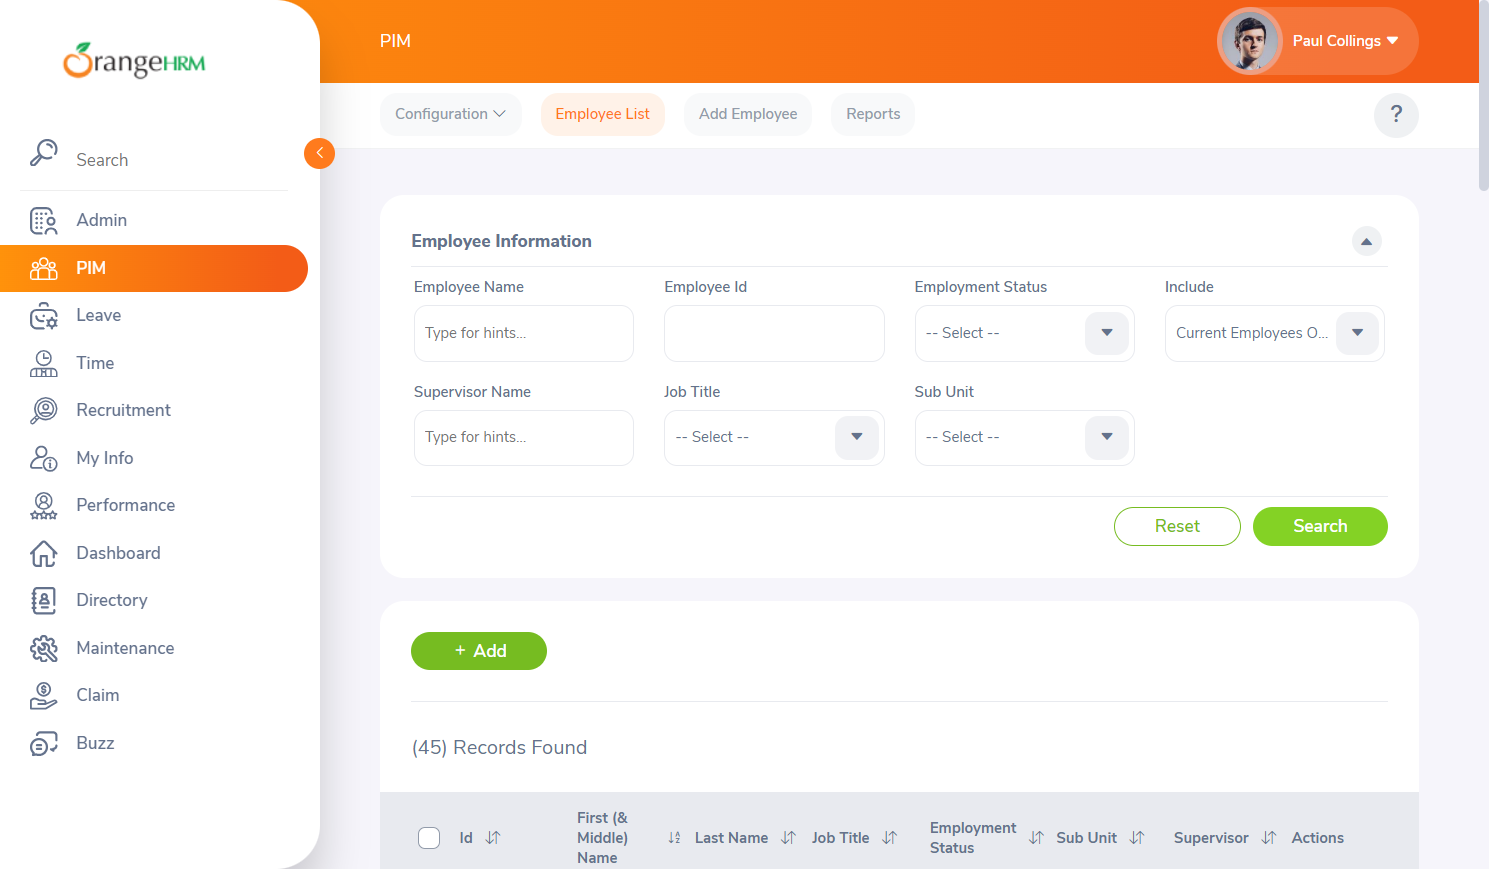 OrangeHRM
PIM
Paul Collings
Configuration
Employee List
Add Employee
Reports
?
Search
Admin
PIM
Leave
Time
Recruitment
My Info
Performance
Dashboard
Directory
Maintenance
Claim
Buzz
Employee Information
Employee Name
Employee Id
Employment Status
Include
Type for hints...
-- Select --
Current Employees O...
Supervisor Name
Job Title
Sub Unit
Type for hints...
-- Select --
-- Select --
Reset
Search
+ Add
(45) Records Found
Id
First (&
Middle)
Name
Last Name
Job Title
Employment
Status
Sub Unit
Supervisor
Actions